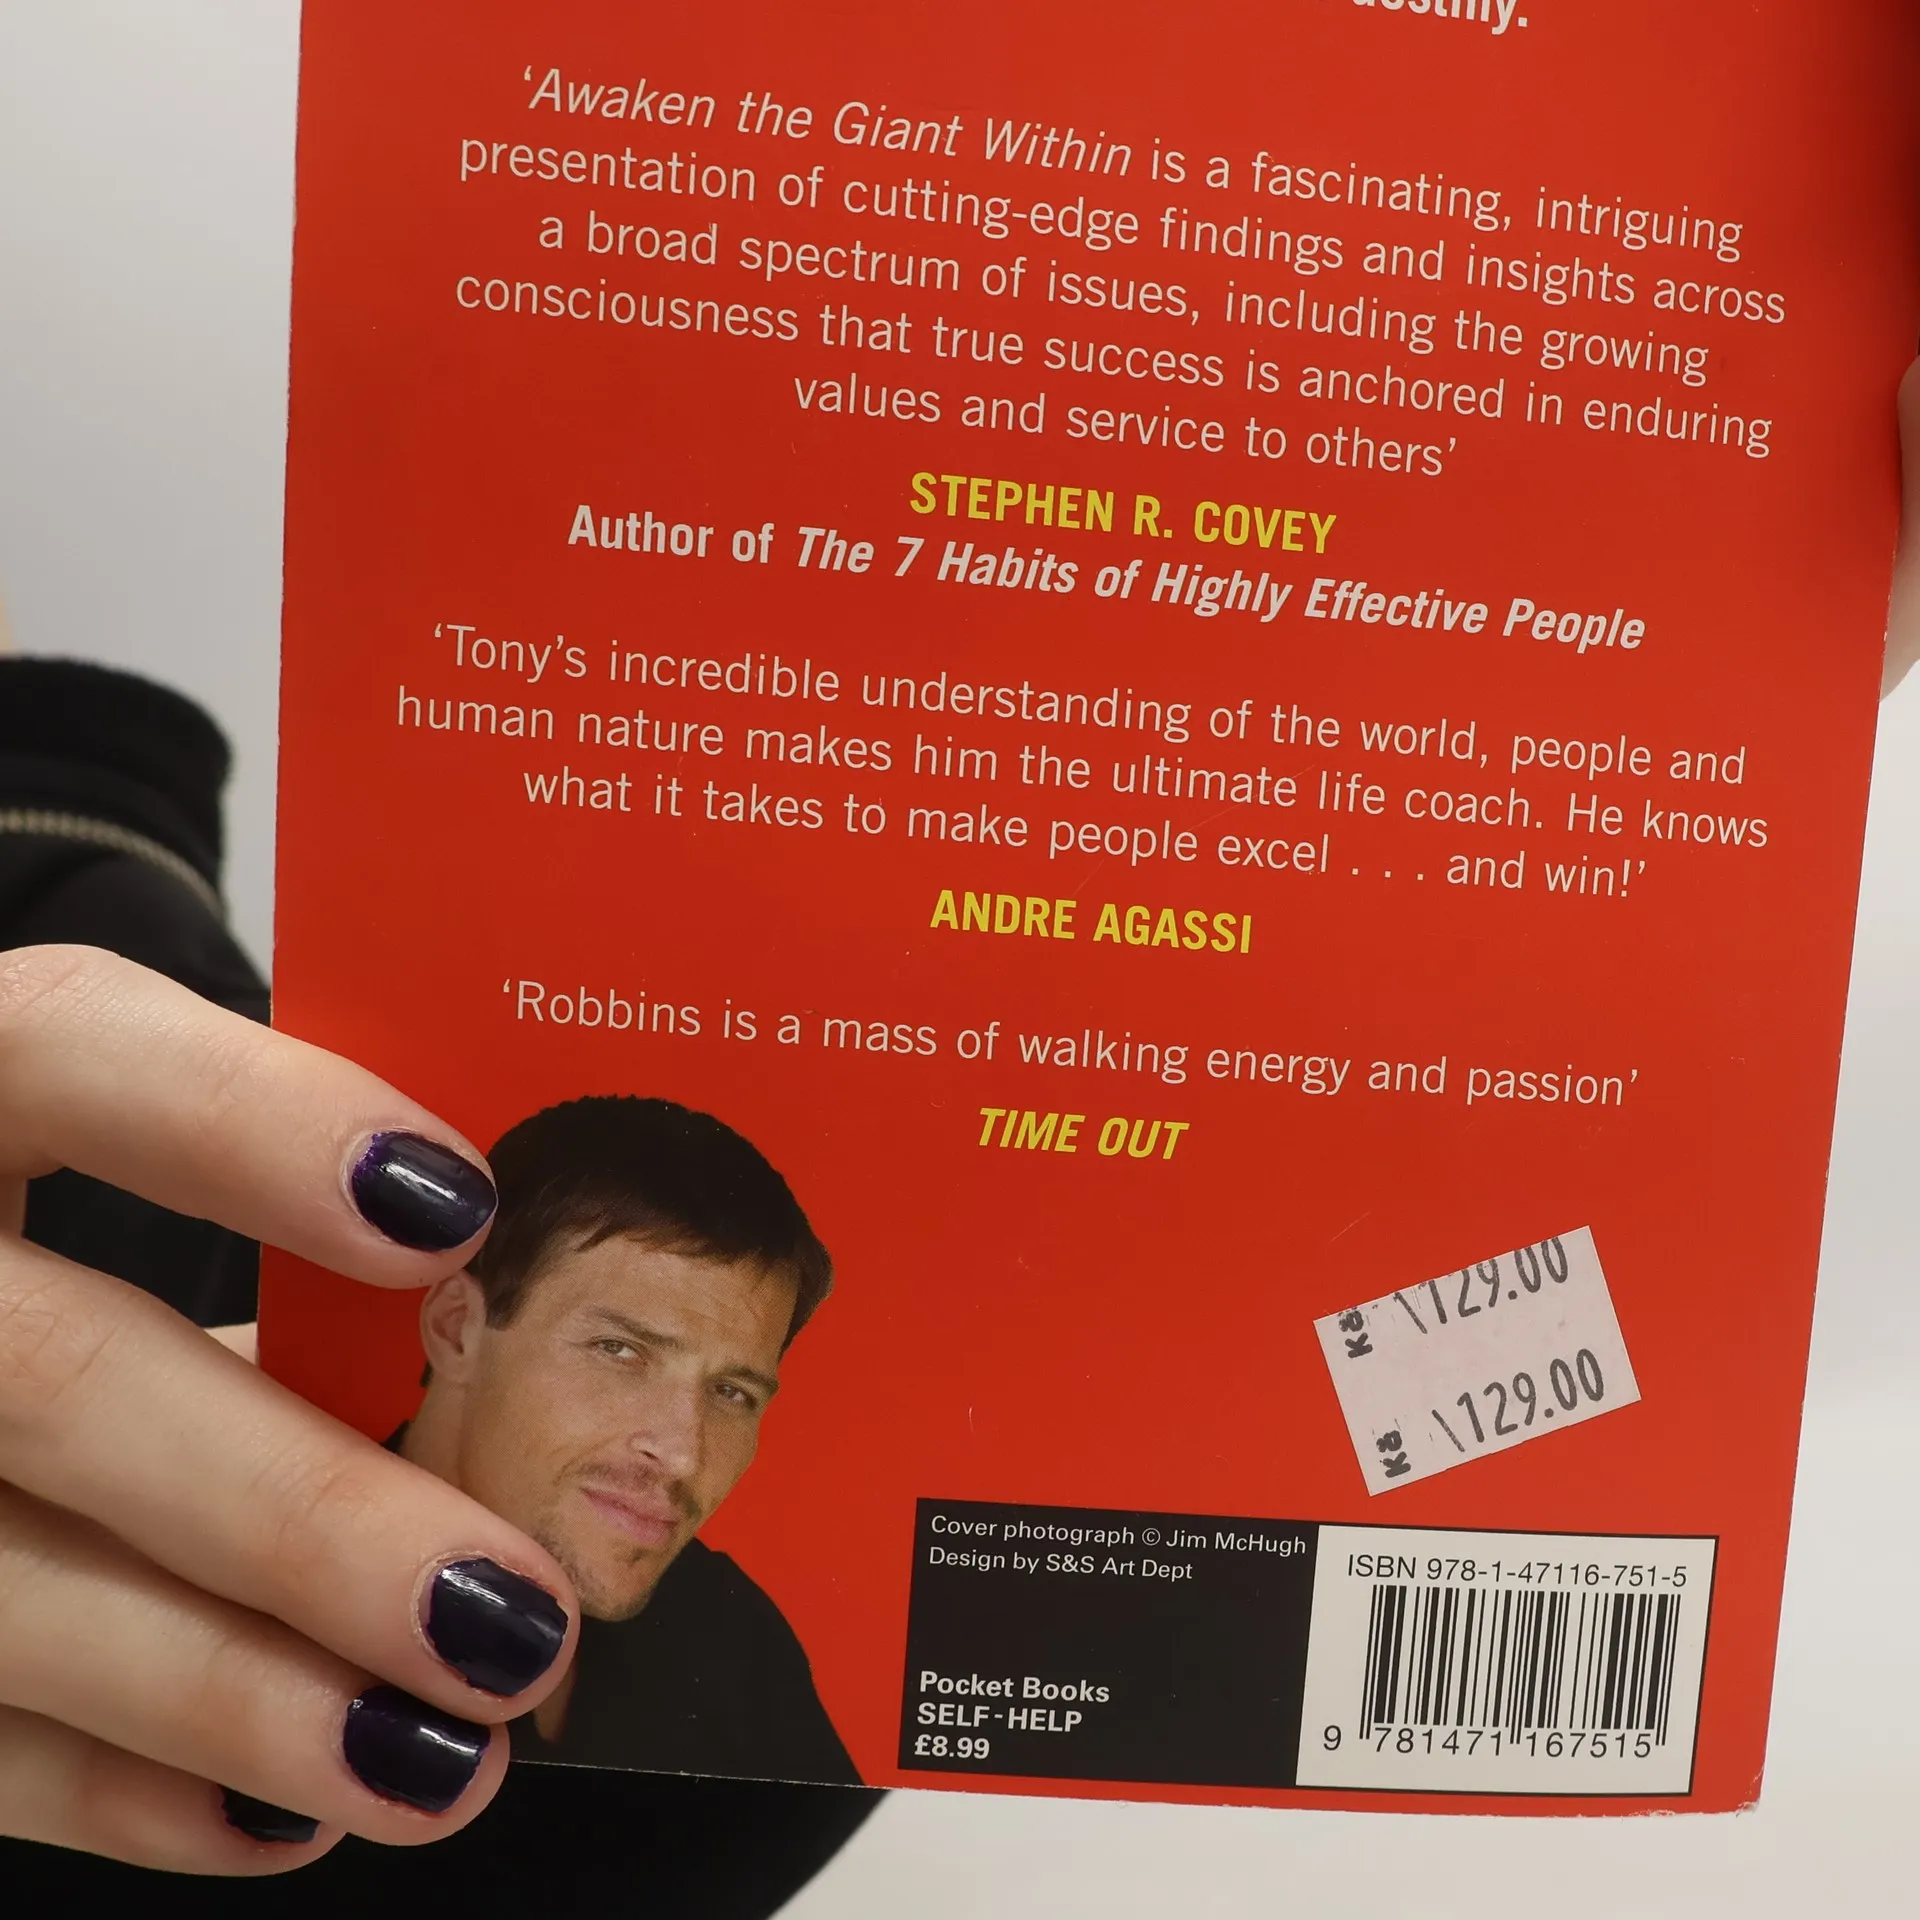 destiny.
‘Awaken the Giant Within is a fascinating, intriguing
presentation of cutting-edge findings and insights across
a broad spectrum of issues, including the growing
consciousness that true success is anchored in enduring
values and service to others’
STEPHEN R. COVEY
Author of The 7 Habits of Highly Effective People
‘Tony’s incredible understanding of the world, people and
human nature makes him the ultimate life coach. He knows
what it takes to make people excel . . . and win!’
ANDRE AGASSI
‘Robbins is a mass of walking energy and passion’
TIME OUT
Kč \129.00
Kč \129.00
Cover photograph © Jim McHugh
Design by S&S Art Dept
Pocket Books
SELF-HELP
£8.99
ISBN 978-1-47116-751-5
9 781471 167515